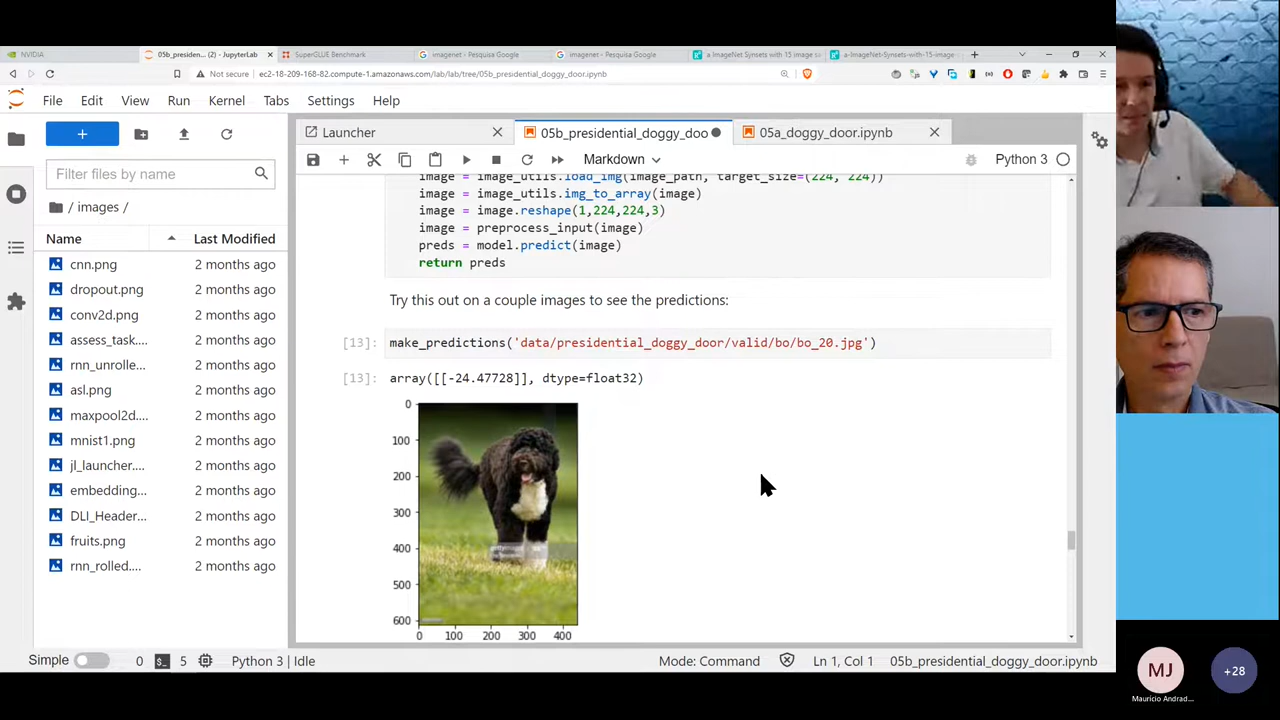 NVIDIA
05b_presiden... (2) - JupyterLab
SuperGLUE Benchmark
imagenet - Pesquisa Google
imagenet - Pesquisa Google
a ImageNet Synsets with 15 image s
a-ImageNet-Synsets-with-15-image
Not secure
ec2-18-209-168-82.compute-1.amazonaws.com/lab/lab/tree/05b_presidential_doggy_door.ipynb
File Edit View Run Kernel Tabs Settings Help
Launcher
05b_presidential_doggy_doo
05a_doggy_door.ipynb
Markdown
Python 3
Filter files by name
/ images /
Name Last Modified
cnn.png 2 months ago
dropout.png 2 months ago
conv2d.png 2 months ago
assess_task.... 2 months ago
rnn_unrolle... 2 months ago
asl.png 2 months ago
maxpool2d.... 2 months ago
mnist1.png 2 months ago
jl_launcher.... 2 months ago
embedding... 2 months ago
DLI_Header... 2 months ago
fruits.png 2 months ago
rnn_rolled.... 2 months ago
image = image_utils.load_img(image_path, target_size=(224, 224))
image = image_utils.img_to_array(image)
image = image.reshape(1,224,224,3)
image = preprocess_input(image)
preds = model.predict(image)
return preds
Try this out on a couple images to see the predictions:
[13]: make_predictions('data/presidential_doggy_door/valid/bo/bo_20.jpg')
[13]: array([[-24.47728]], dtype=float32)
0
100
200
300
400
500
600
0 100 200 300 400
Simple 0 5 Python 3 | Idle
Mode: Command Ln 1, Col 1 05b_presidential_doggy_door.ipynb
MJ
+28
Maurício Andrad...